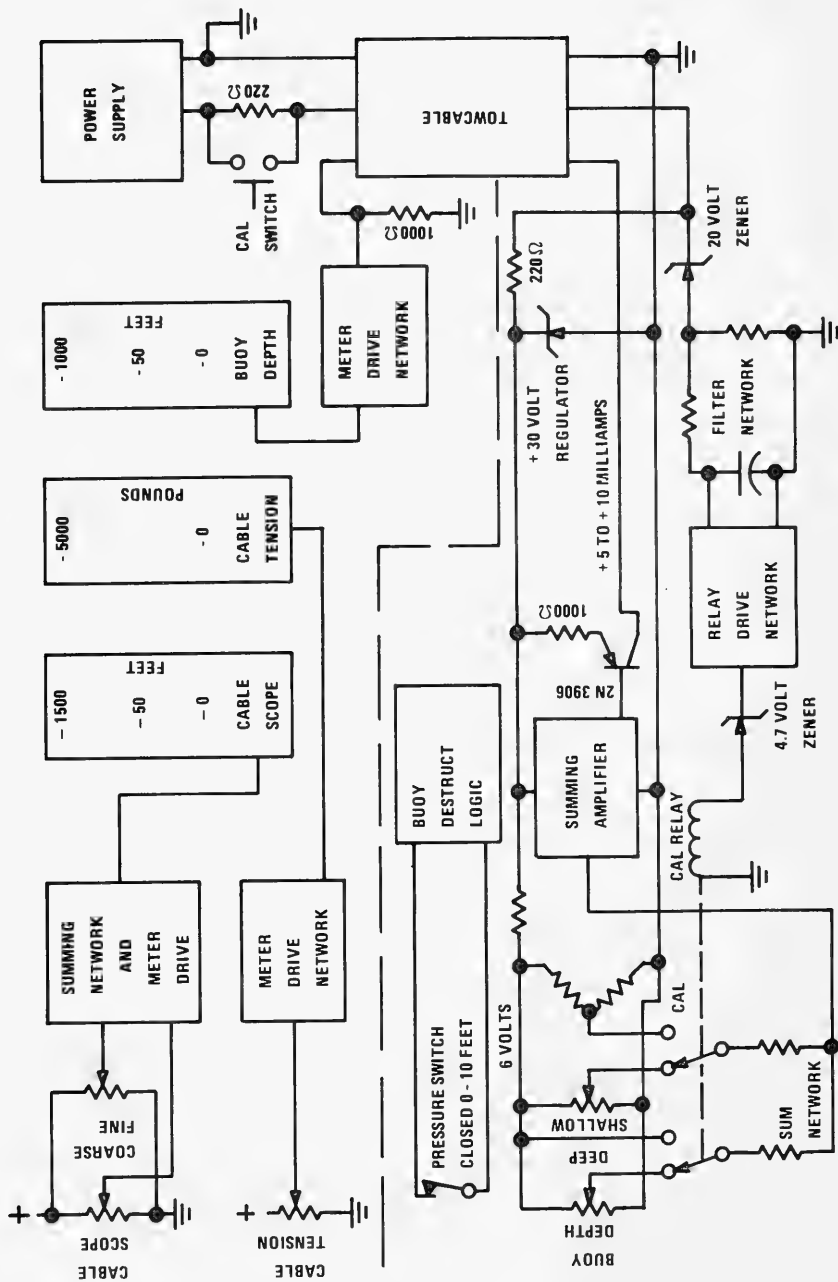 CABLE
SCOPE
+
COARSE
FINE
SUMMING
NETWORK
AND
METER
DRIVE
- 1500
- 50
- 0
FEET
CABLE
SCOPE
- 5000
- 0
POUNDS
CABLE
TENSION
- 1000
- 50
- 0
FEET
BUOY
DEPTH
POWER
SUPPLY
220Ω
CAL
SWITCH
CABLE
TENSION
+
METER
DRIVE
NETWORK
METER
DRIVE
NETWORK
1000Ω
TOWCABLE
PRESSURE SWITCH
CLOSED 0 - 10 FEET
BUOY
DESTRUCT
LOGIC
+ 30 VOLT
REGULATOR
220Ω
+ 5 TO + 10 MILLIAMPS
BUOY
DEPTH
DEEP
SHALLOW
6 VOLTS
CAL
SUM
NETWORK
SUMMING
AMPLIFIER
1000Ω
2N 3906
CAL RELAY
4.7 VOLT
ZENER
RELAY
DRIVE
NETWORK
FILTER
NETWORK
20 VOLT
ZENER